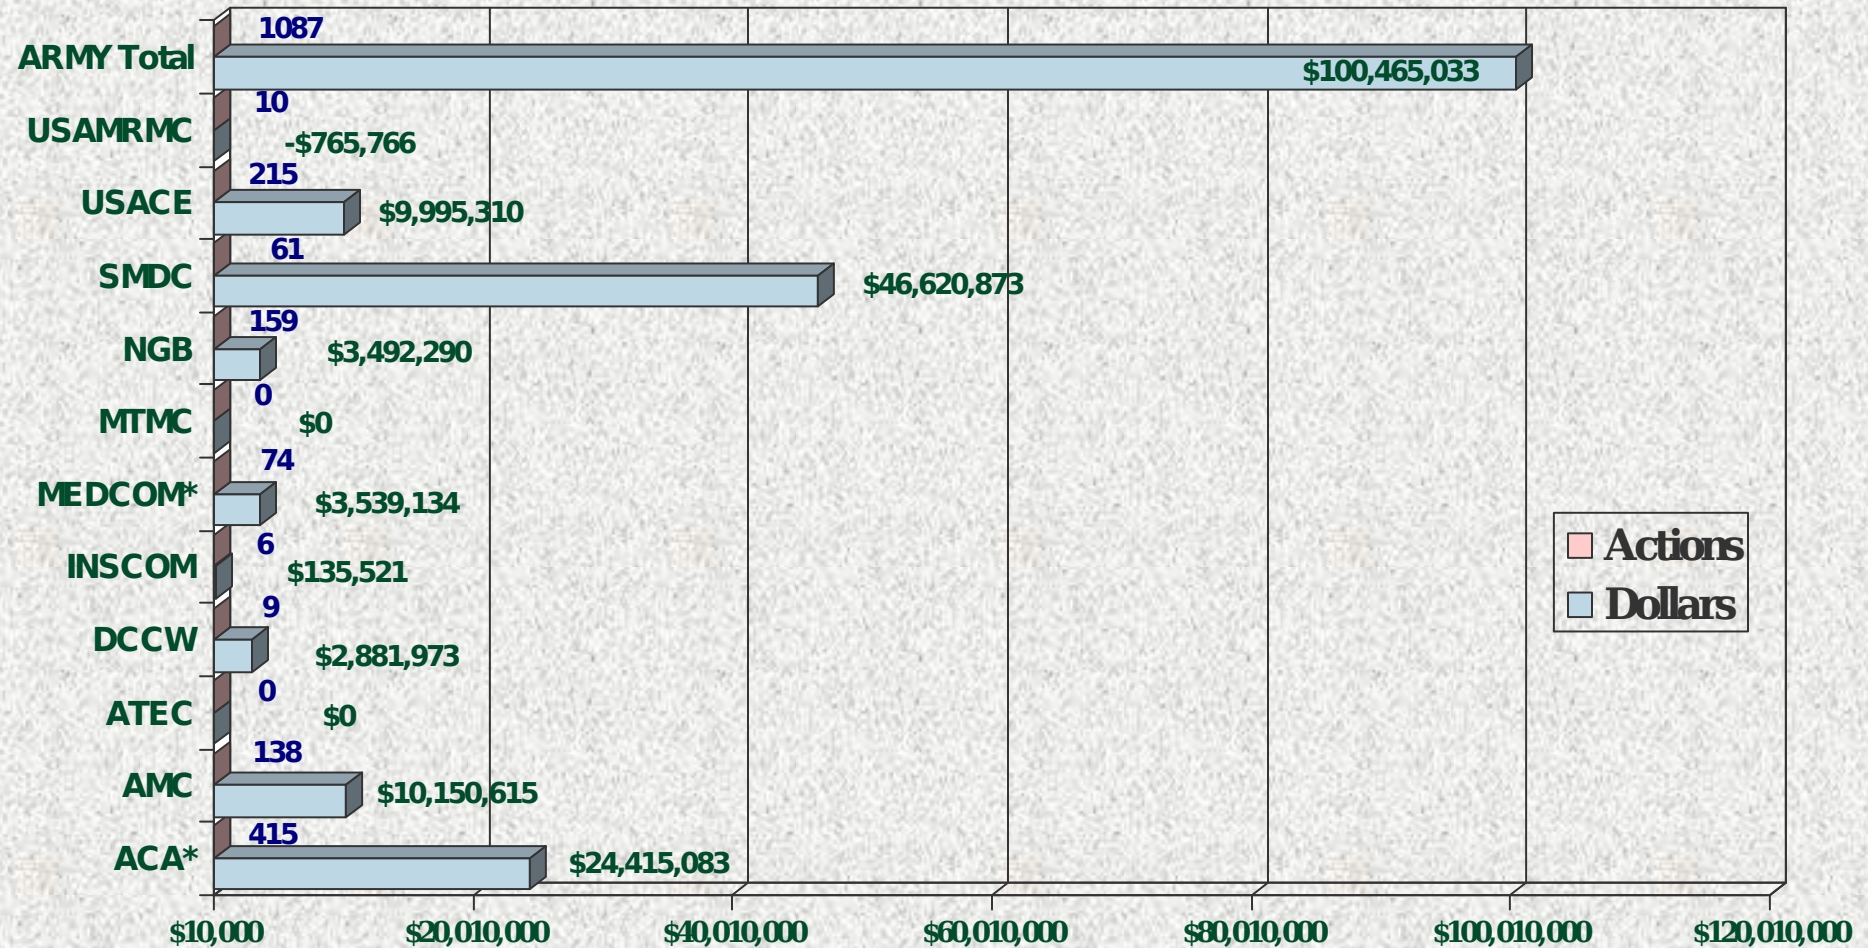 1087
ARMY Total
$100,465,033
10
USAMRMC
-$765,766
215
USACE
$9,995,310
61
SMDC
$46,620,873
159
NGB
$3,492,290
0
MTMC
$0
74
MEDCOM*
$3,539,134
6
INSCOM
$135,521
9
DCCW
$2,881,973
0
ATEC
$0
138
AMC
$10,150,615
415
ACA*
$24,415,083
Actions
Dollars
$10,000 $20,010,000 $40,010,000 $60,010,000 $80,010,000 $100,010,000 $120,010,000